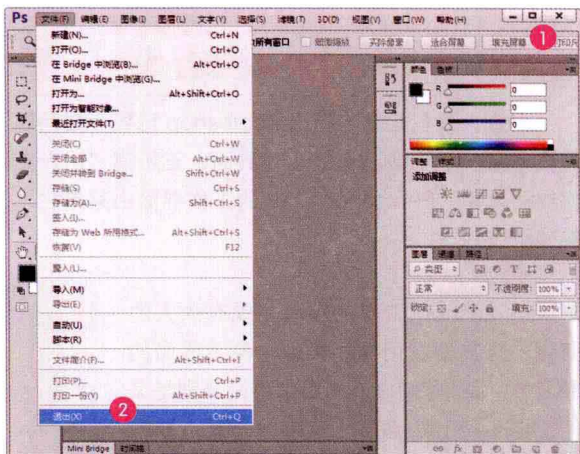 Ps 文件(F) 编辑(E) 图像(I) 图层(L) 文字(Y) 选择(S) 滤镜(T) 3D(D) 视图(V) 窗口(W) 帮助(H)
所有窗口 细微缩放 实际像素 适合屏幕 填充屏幕 1
新建(N)... Ctrl+N
打开(O)... Ctrl+O
在 Bridge 中浏览(B)... Alt+Ctrl+O
在 Mini Bridge 中浏览(G)...
打开为... Alt+Shift+Ctrl+O
打开为智能对象...
最近打开文件(T)
关闭(C) Ctrl+W
关闭全部 Alt+Ctrl+W
关闭并转到 Bridge... Shift+Ctrl+W
存储(S) Ctrl+S
存储为(A)... Shift+Ctrl+S
签入(I)...
存储为 Web 所用格式... Alt+Shift+Ctrl+S
恢复(V) F12
置入(L)...
导入(M)
导出(E)
自动(U)
脚本(R)
文件简介(F)... Alt+Shift+Ctrl+I
打印(P)... Ctrl+P
打印一份(Y) Alt+Shift+Ctrl+P
退出(X) 2 Ctrl+Q
颜色 色板
R 0
G 0
B 0
调整 样式
添加调整
图层 通道 路径
类型
正常 不透明度: 100%
锁定: 填充: 100%
Mini Bridge 时间轴